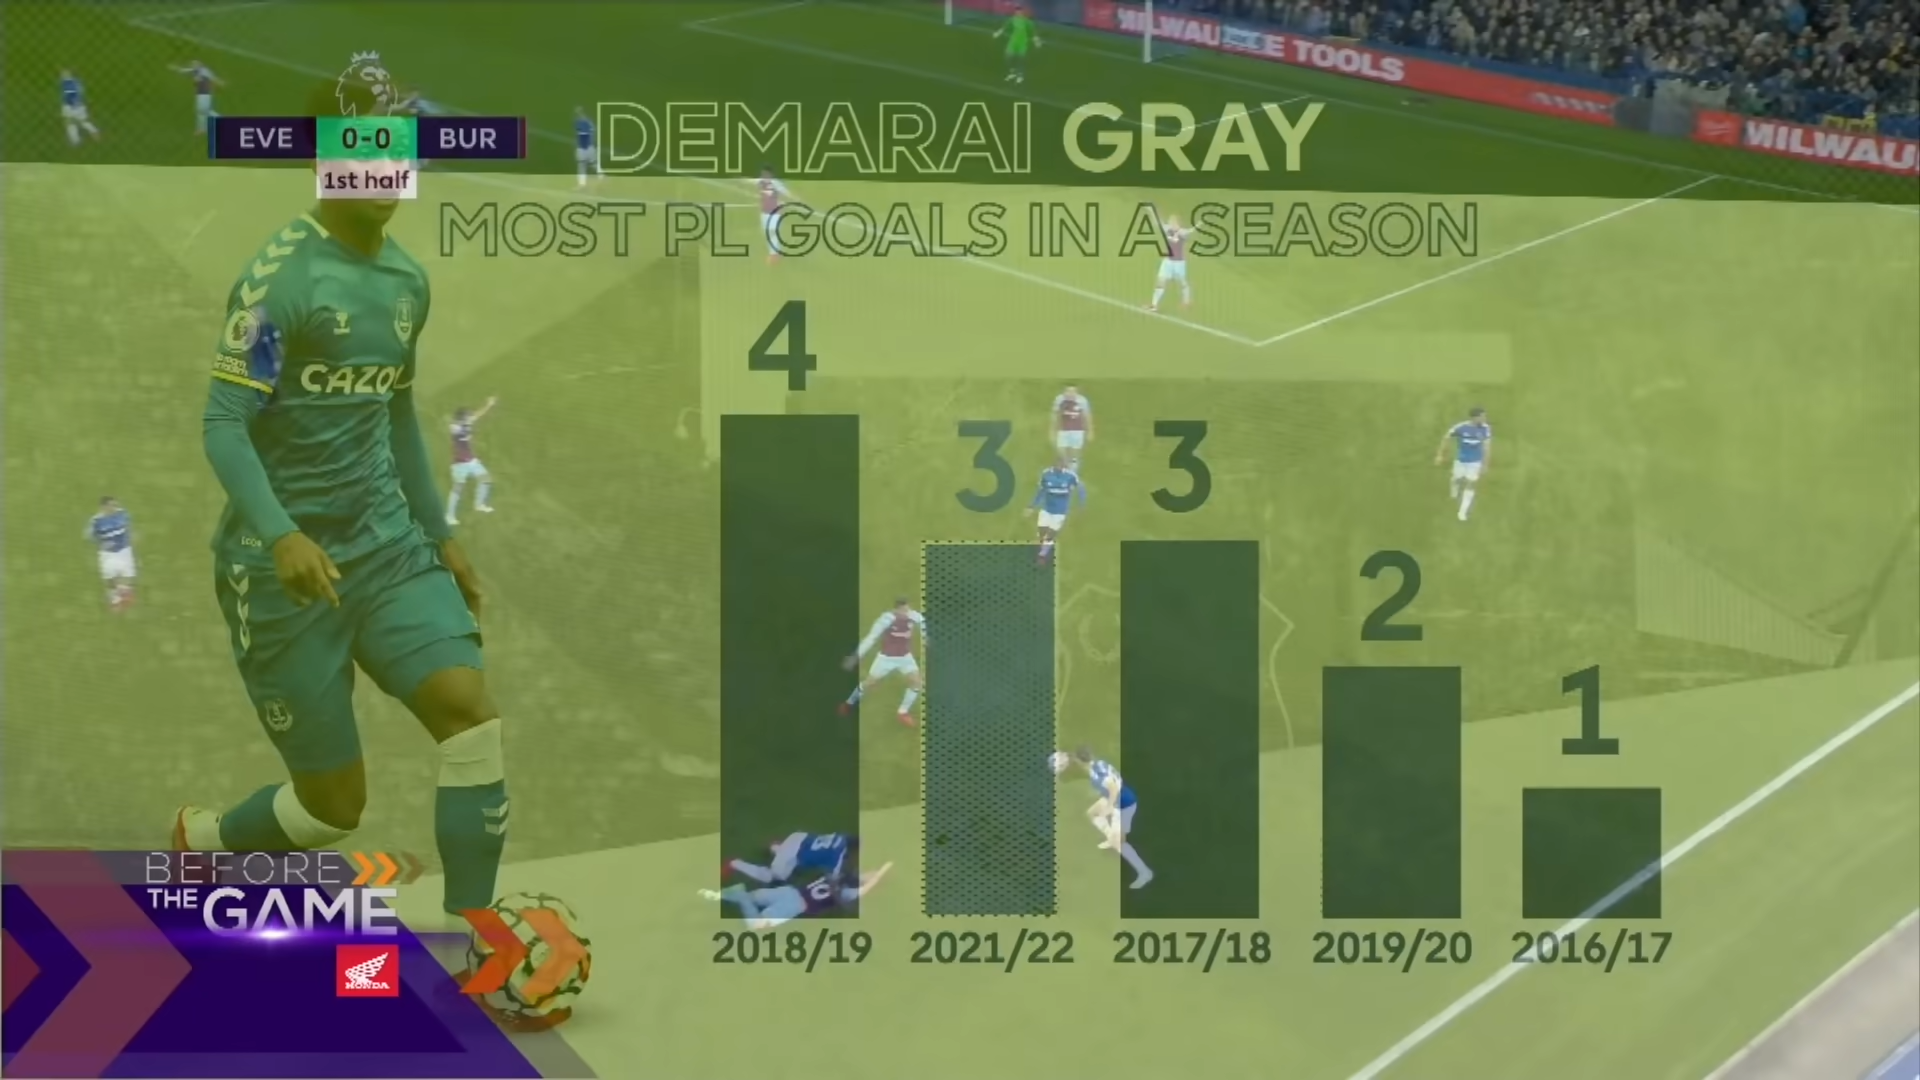 MILWAUKEE TOOLS
MILWAU
EVE 0-0 BUR
1st half
DEMARAI GRAY
MOST PL GOALS IN A SEASON
CAZOO
4
3
3
2
1
2018/19 2021/22 2017/18 2019/20 2016/17
BEFORE
THE GAME
HONDA
10